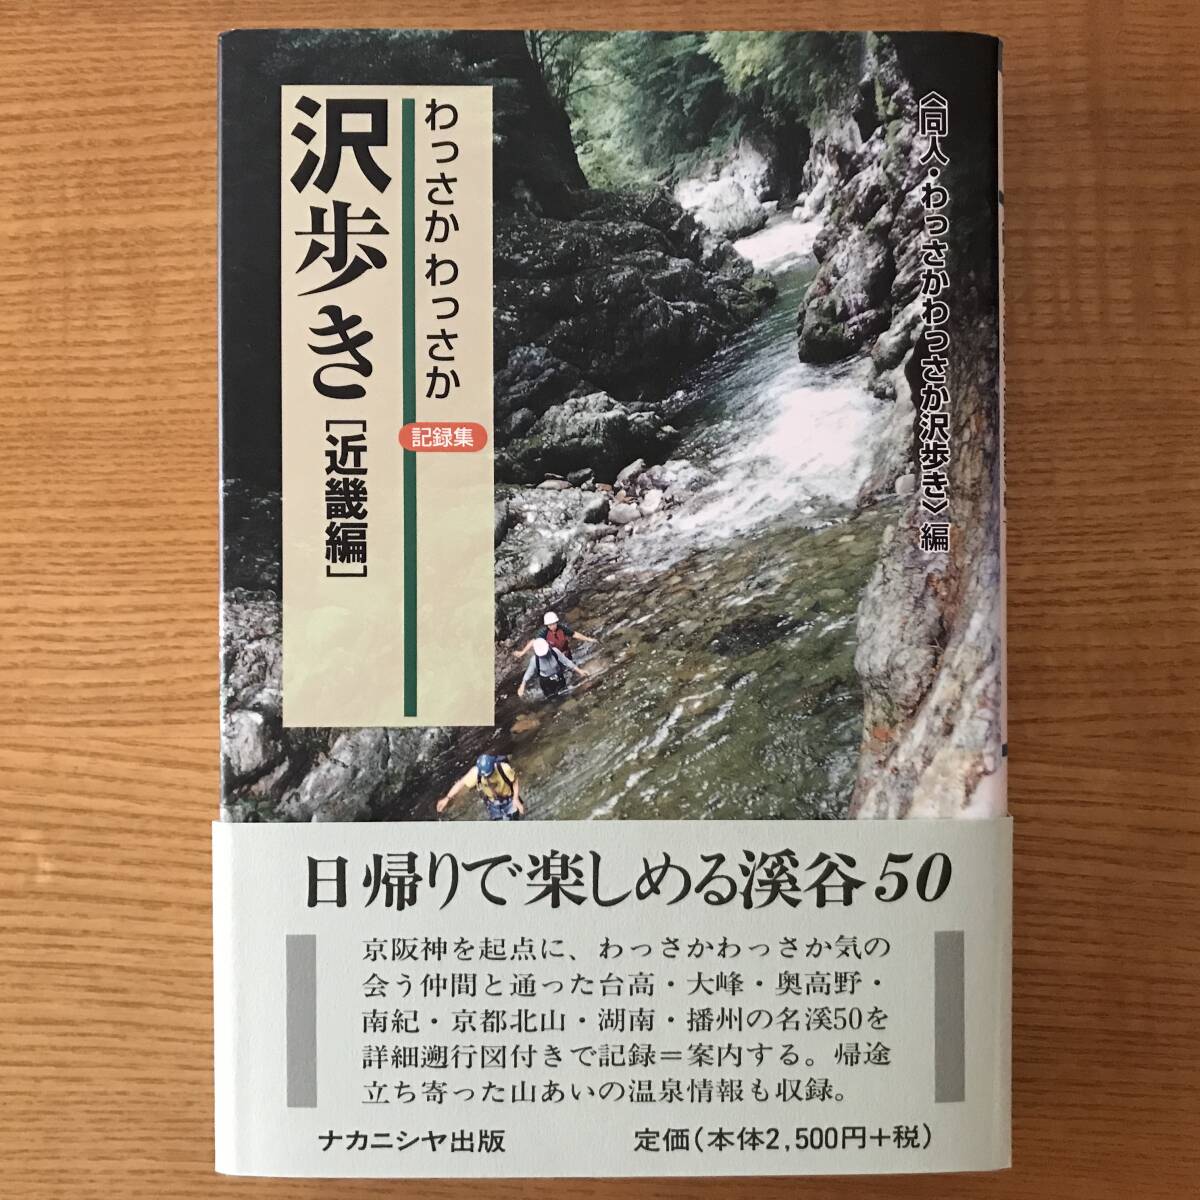 〈同人・わっさかわっさか沢歩き〉編
わっさか わっさか
記録集
沢歩き［近畿編］
日帰りで楽しめる溪谷50
京阪神を起点に、わっさかわっさか気の
会う仲間と通った台高・大峰・奥高野・
南紀・京都北山・湖南・播州の名溪50を
詳細遡行図付きで記録＝案内する。帰途
立ち寄った山あいの温泉情報も収録。
ナカニシヤ出版
定価(本体2,500円+税)